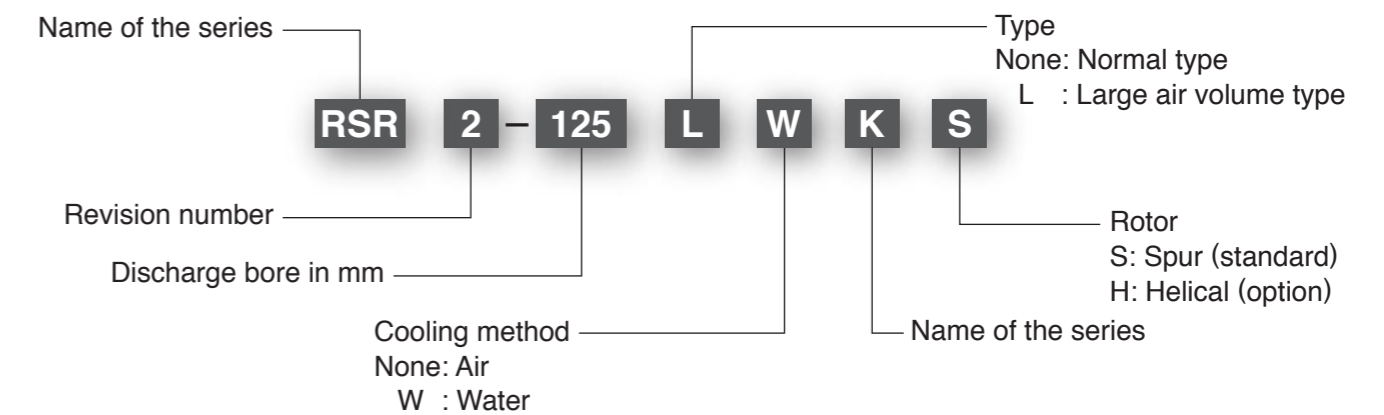 Name of the series
Type
None: Normal type
L : Large air volume type
RSR 2 – 125 L W K S
Revision number
Discharge bore in mm
Rotor
S: Spur (standard)
H: Helical (option)
Cooling method
None: Air
W : Water
Name of the series